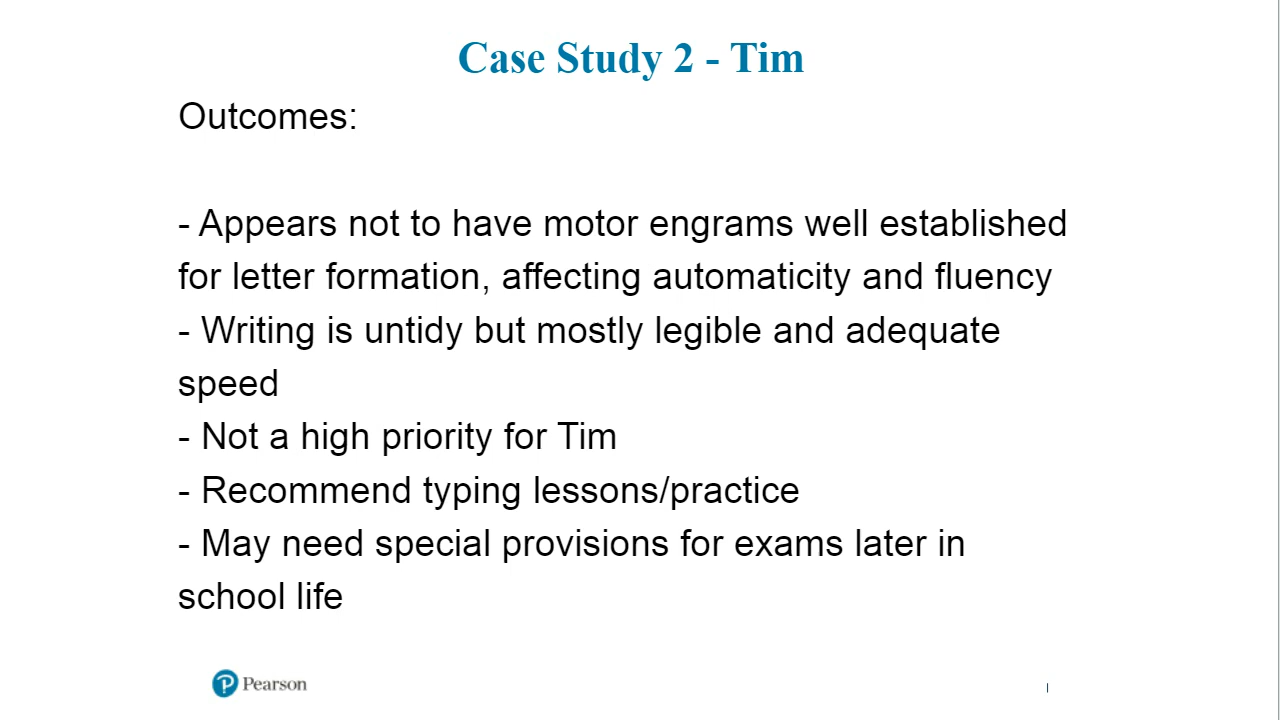 Case Study 2 - Tim
Outcomes:
- Appears not to have motor engrams well established
for letter formation, affecting automaticity and fluency
- Writing is untidy but mostly legible and adequate
speed
- Not a high priority for Tim
- Recommend typing lessons/practice
- May need special provisions for exams later in
school life
Pearson